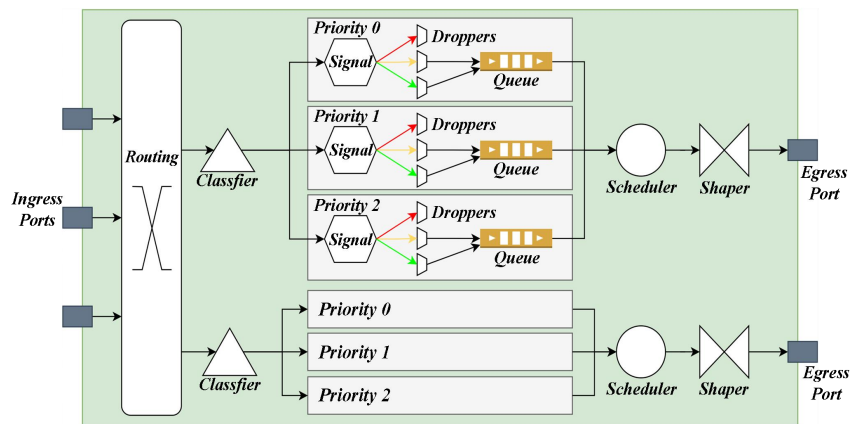 Priority 0
Signal
Droppers
Queue
Priority 1
Signal
Droppers
Queue
Priority 2
Signal
Droppers
Queue
Ingress
Ports
Routing
Classfier
Scheduler
Shaper
Egress
Port
Priority 0
Priority 1
Priority 2
Classfier
Scheduler
Shaper
Egress
Port